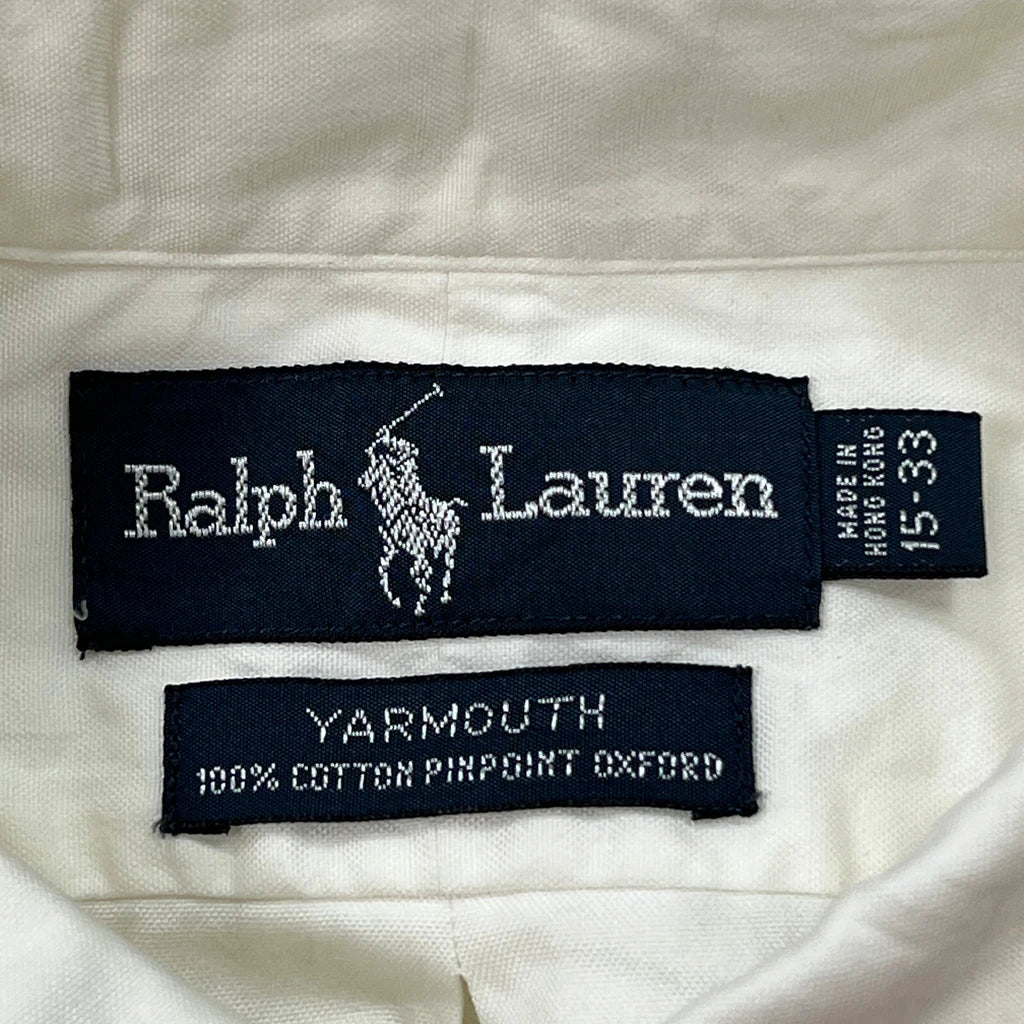 Ralph Lauren
MADE IN
HONG KONG
15-33
YARMOUTH
100% COTTON PINPOINT OXFORD